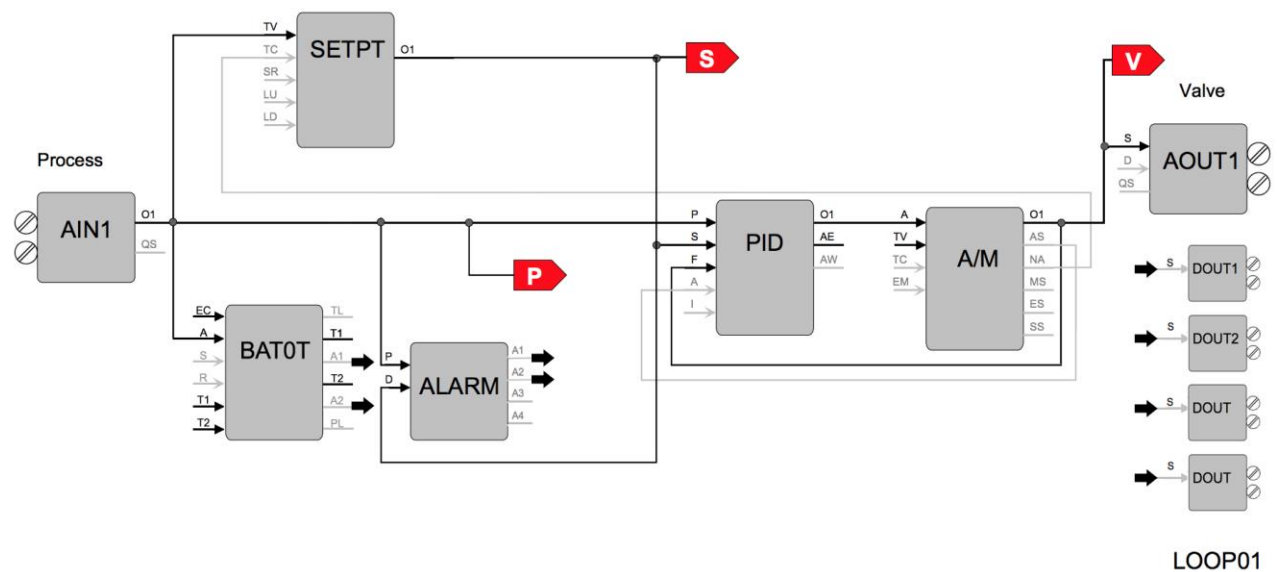 TV
TC
SR
LU
LD
SETPT
O1
S
V
Valve
Process
AIN1
O1
QS
S
D
QS
AOUT1
P
P
S
F
A
I
PID
O1
AE
AW
A
TV
TC
EM
A/M
O1
AS
NA
MS
ES
SS
EC
A
S
R
T1
T2
BAT0T
TL
T1
A1
T2
A2
PL
P
D
ALARM
A1
A2
A3
A4
S
DOUT1
S
DOUT2
S
DOUT
S
DOUT
LOOP01